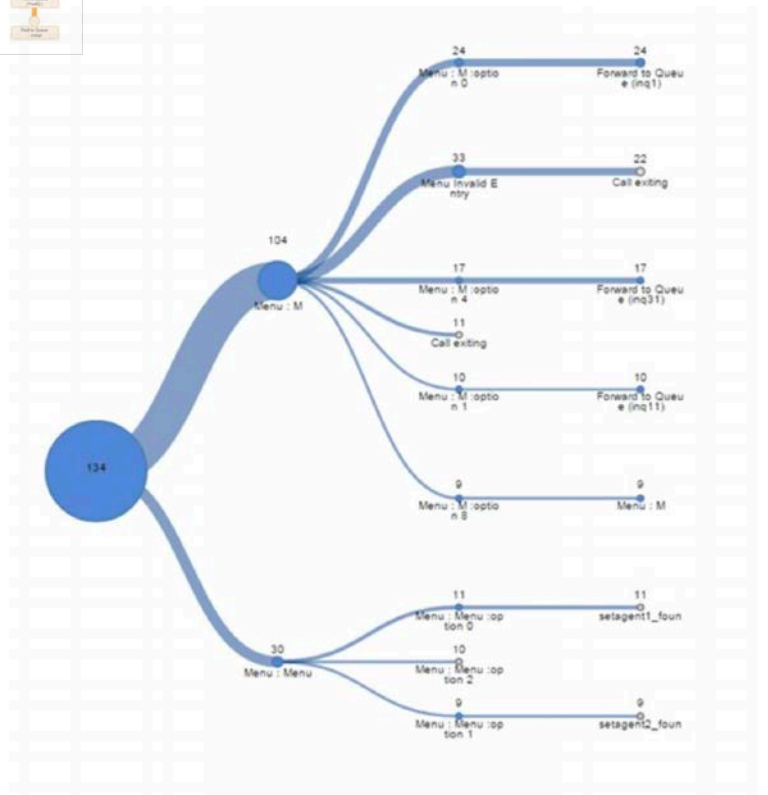 24
Menu : M :optio
n 0
24
Forward to Queu
e (inq1)
33
Menu Invalid E
ntry
22
Call exiting
104
Menu : M
17
Menu : M :optio
n 4
17
Forward to Queu
e (inq31)
11
Call exiting
10
Menu : M :optio
n 1
10
Forward to Queu
e (inq11)
134
9
Menu : M :optio
n 8
9
Menu : M
11
Menu : Menu :op
tion 0
11
setagent1_foun
30
Menu : Menu
10
Menu : Menu :op
tion 2
9
Menu : Menu :op
tion 1
9
setagent2_foun